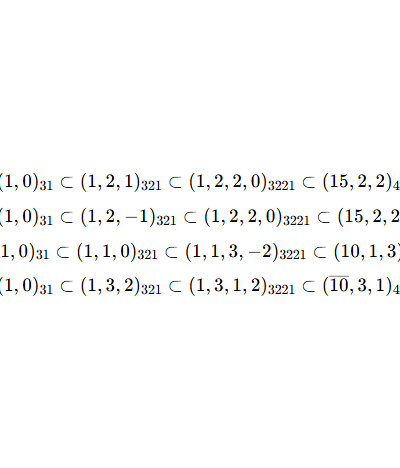 (1, 0)₃₁ ⊂ (1, 2, 1)₃₂₁ ⊂ (1, 2, 2, 0)₃₂₂₁ ⊂ (15, 2, 2)₄
(1, 0)₃₁ ⊂ (1, 2, −1)₃₂₁ ⊂ (1, 2, 2, 0)₃₂₂₁ ⊂ (15, 2, 2
1, 0)₃₁ ⊂ (1, 1, 0)₃₂₁ ⊂ (1, 1, 3, −2)₃₂₂₁ ⊂ (10, 1, 3)
(1, 0)₃₁ ⊂ (1, 3, 2)₃₂₁ ⊂ (1, 3, 1, 2)₃₂₂₁ ⊂ (1̅0̅, 3, 1)₄